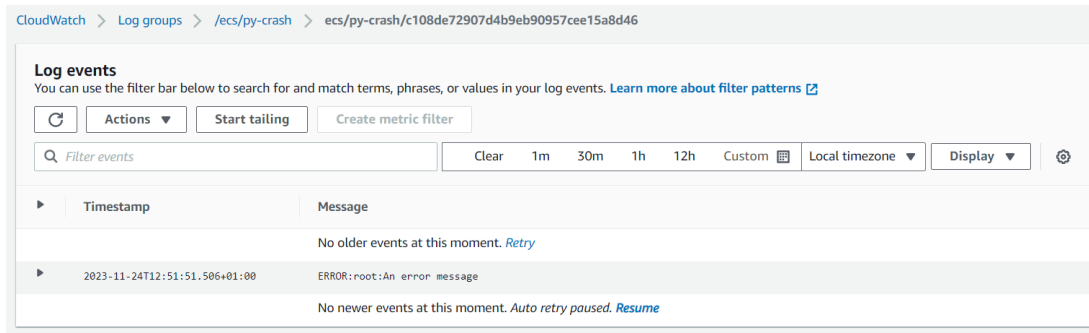 CloudWatch > Log groups > /ecs/py-crash > ecs/py-crash/c108de72907d4b9eb90957cee15a8d46
Log events
You can use the filter bar below to search for and match terms, phrases, or values in your log events. Learn more about filter patterns
Actions Start tailing Create metric filter
Filter events Clear 1m 30m 1h 12h Custom Local timezone Display
Timestamp Message
No older events at this moment. Retry
2023-11-24T12:51:51.506+01:00 ERROR:root:An error message
No newer events at this moment. Auto retry paused. Resume